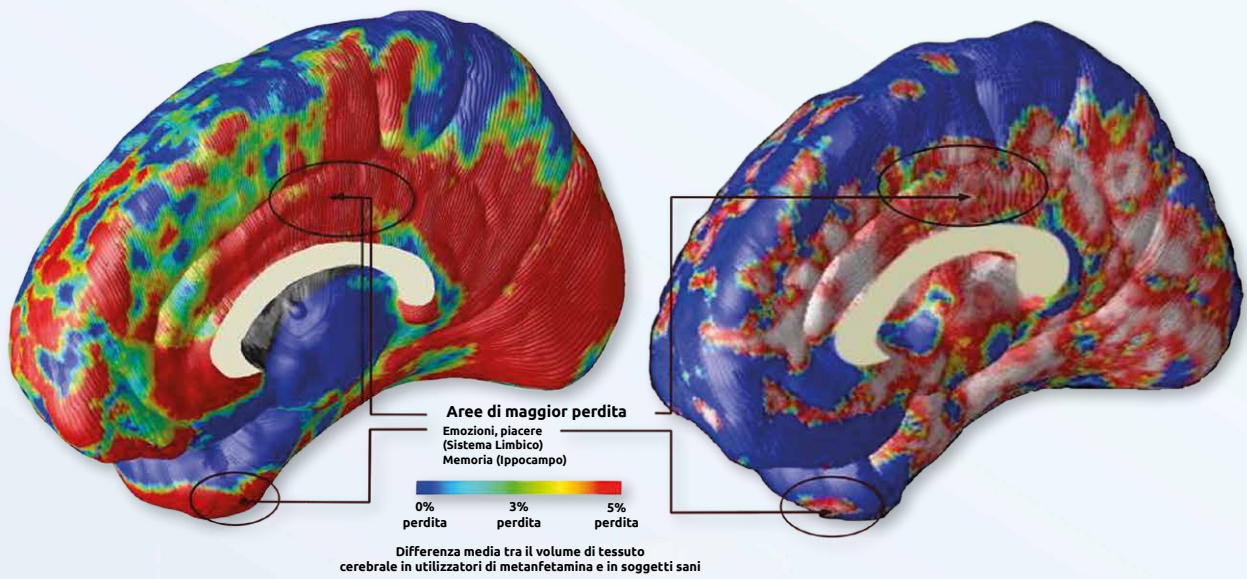 Aree di maggior perdita
Emozioni, piacere
(Sistema Limbico)
Memoria (Ippocampo)
0% 3% 5%
perdita perdita perdita
Differenza media tra il volume di tessuto
cerebrale in utilizzatori di metanfetamina e in soggetti sani